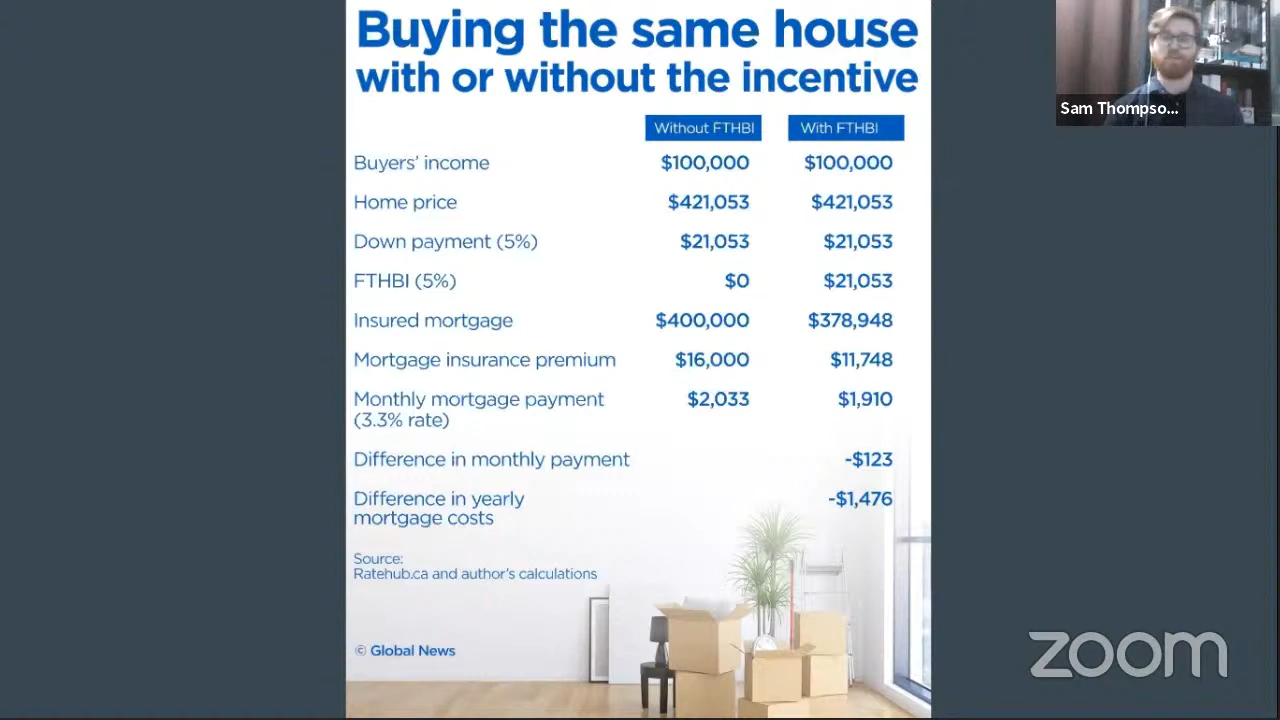 Buying the same house
with or without the incentive
Without FTHBI With FTHBI
Buyers' income $100,000 $100,000
Home price $421,053 $421,053
Down payment (5%) $21,053 $21,053
FTHBI (5%) $0 $21,053
Insured mortgage $400,000 $378,948
Mortgage insurance premium $16,000 $11,748
Monthly mortgage payment $2,033 $1,910
(3.3% rate)
Difference in monthly payment -$123
Difference in yearly -$1,476
mortgage costs
Source:
Ratehub.ca and author's calculations
© Global News
Sam Thompso...
zoom